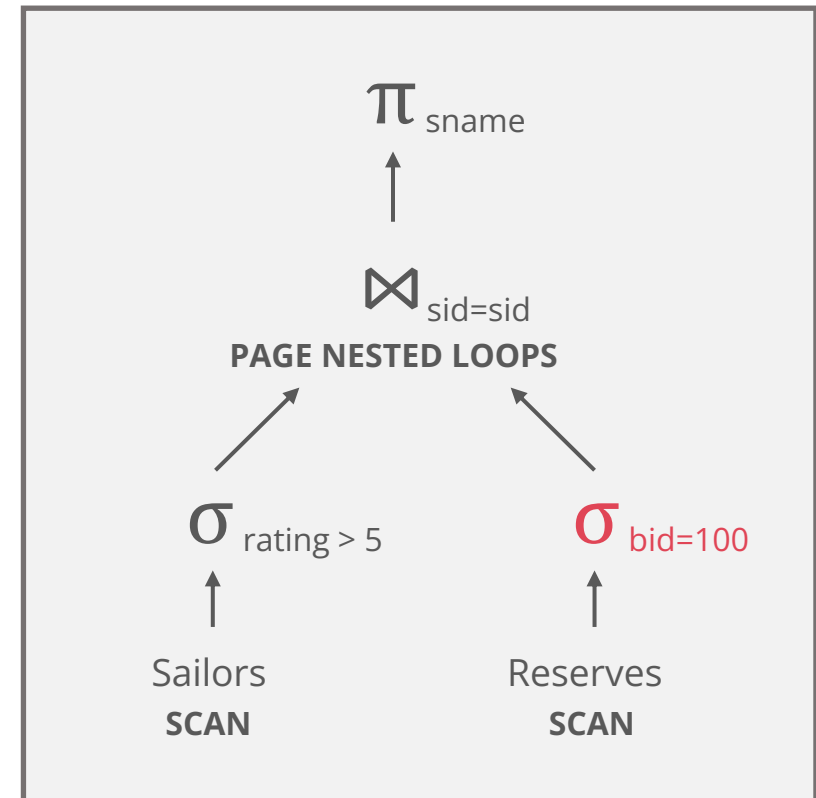 π sname
⋈ sid=sid
PAGE NESTED LOOPS
σ rating > 5 σ bid=100
Sailors Reserves
SCAN SCAN